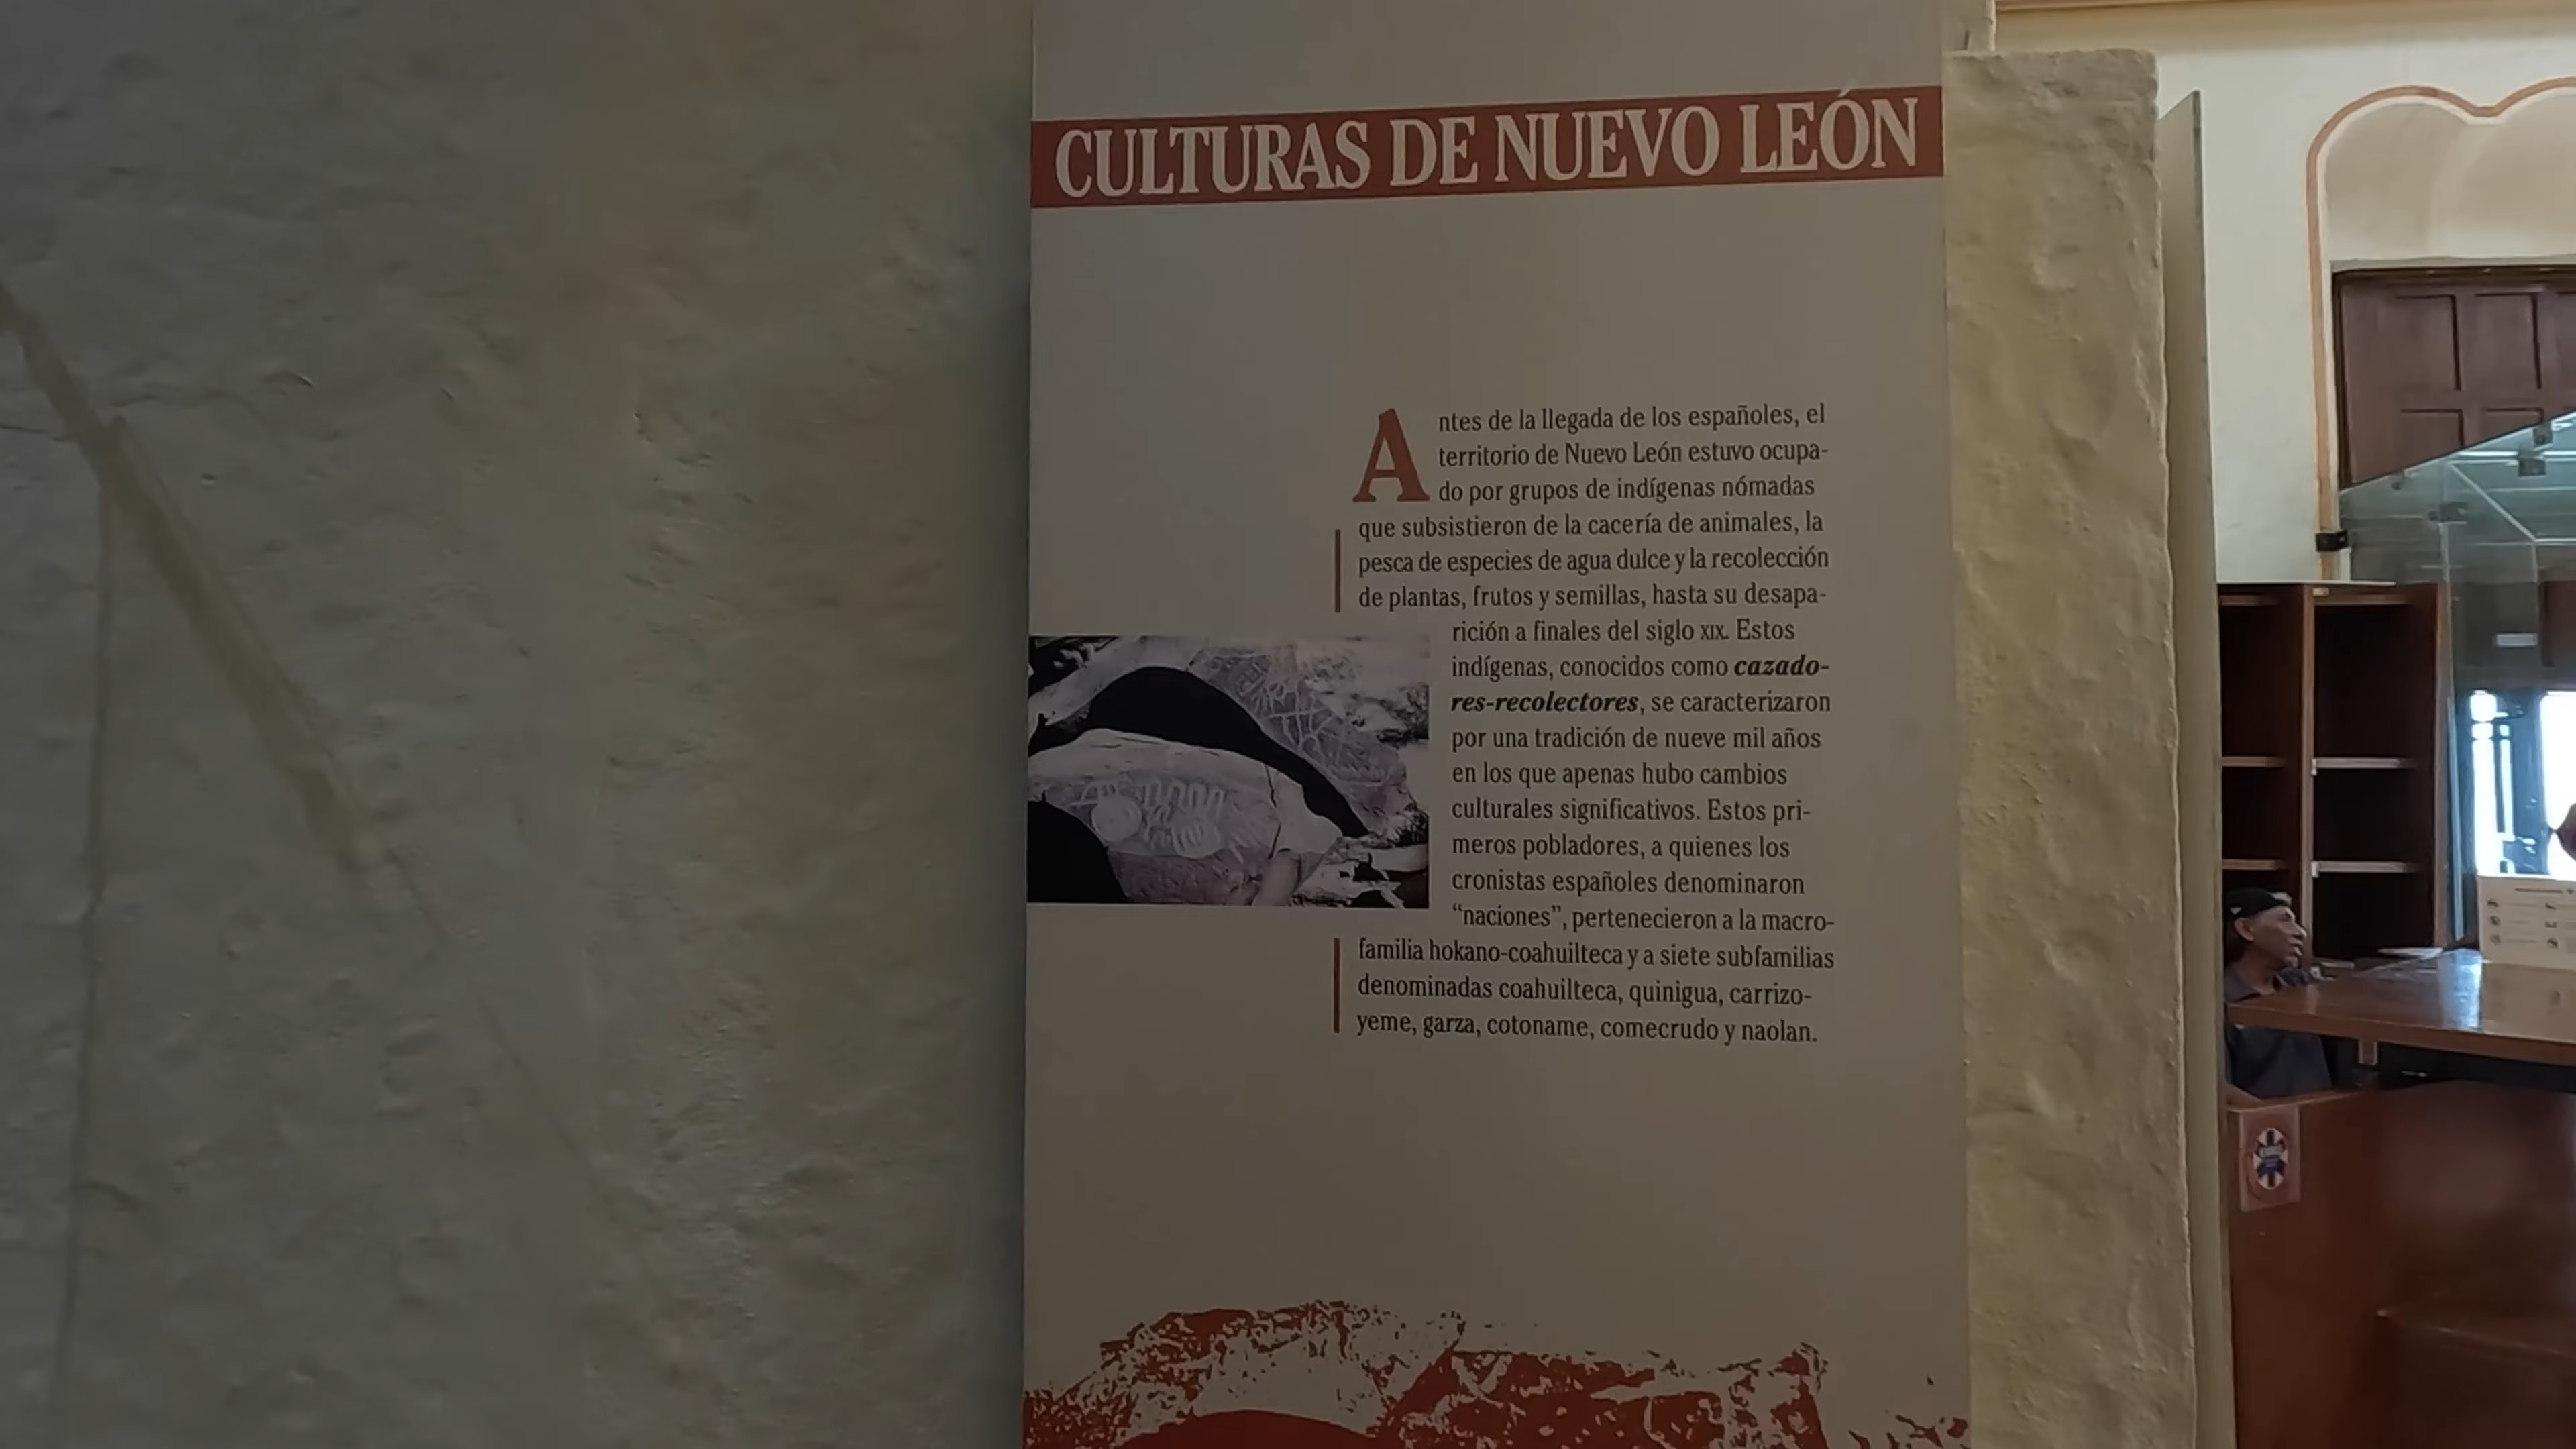 CULTURAS DE NUEVO LEÓN
Antes de la llegada de los españoles, el
territorio de Nuevo León estuvo ocupa-
do por grupos de indígenas nómadas
que subsistieron de la cacería de animales, la
pesca de especies de agua dulce y la recolección
de plantas, frutos y semillas, hasta su desapa-
rición a finales del siglo XIX. Estos
indígenas, conocidos como cazado-
res-recolectores, se caracterizaron
por una tradición de nueve mil años
en los que apenas hubo cambios
culturales significativos. Estos pri-
meros pobladores, a quienes los
cronistas españoles denominaron
“naciones”, pertenecieron a la macro-
familia hokano-coahuilteca y a siete subfamilias
denominadas coahuilteca, quinigua, carrizo-
yeme, garza, cotoname, comecrudo y naolan.